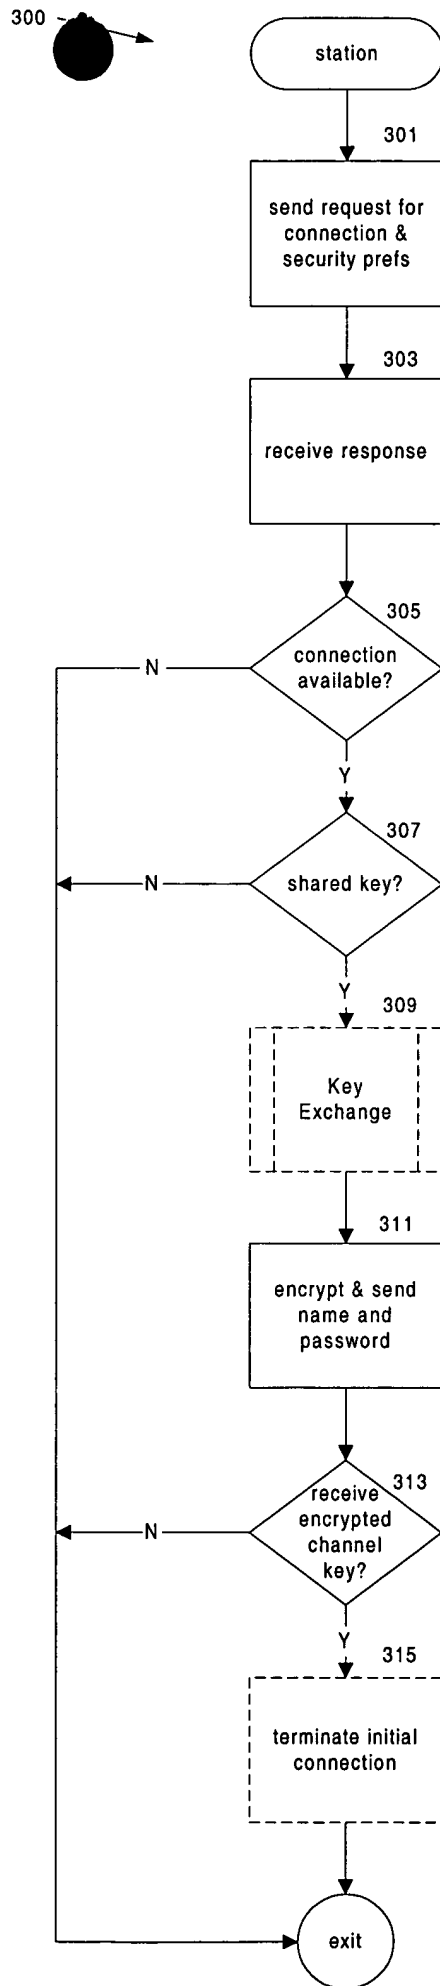 300
station
301
send request for
connection &
security prefs
303
receive response
305
connection
available?
N
Y
307
shared key?
N
Y
309
Key
Exchange
311
encrypt & send
name and
password
313
receive
encrypted
channel
key?
N
Y
315
terminate initial
connection
exit